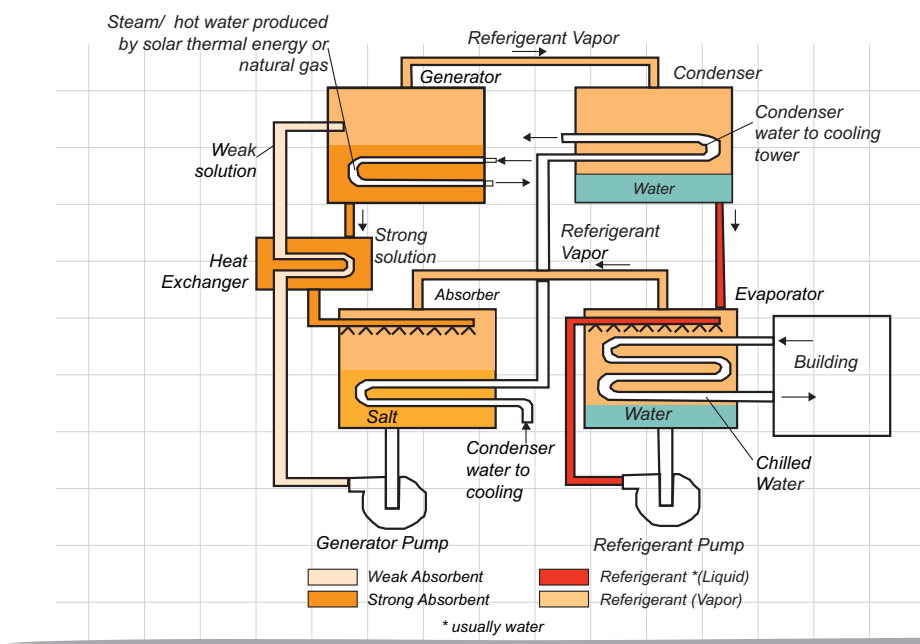 Steam/ hot water produced
by solar thermal energy or
natural gas
Referigerant Vapor
Generator
Condenser
Condenser
water to cooling
tower
Weak
solution
Water
Strong
solution
Referigerant
Vapor
Heat
Exchanger
Absorber
Evaporator
Building
Salt
Water
Condenser
water to
cooling
Chilled
Water
Generator Pump
Referigerant Pump
Weak Absorbent
Referigerant *(Liquid)
Strong Absorbent
Referigerant (Vapor)
* usually water